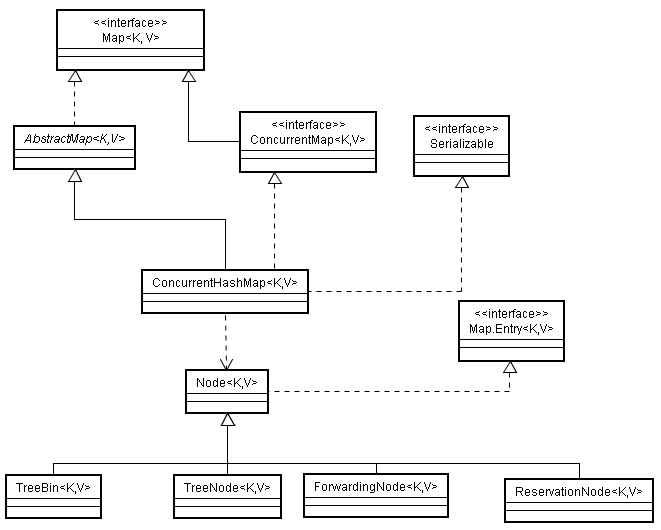 <<interface>>
Map<K, V>
AbstractMap<K,V>
<<interface>>
ConcurrentMap<K,V>
<<interface>>
Serializable
ConcurrentHashMap<K,V>
<<interface>>
Map.Entry<K,V>
Node<K,V>
TreeBin<K,V>
TreeNode<K,V>
ForwardingNode<K,V>
ReservationNode<K,V>